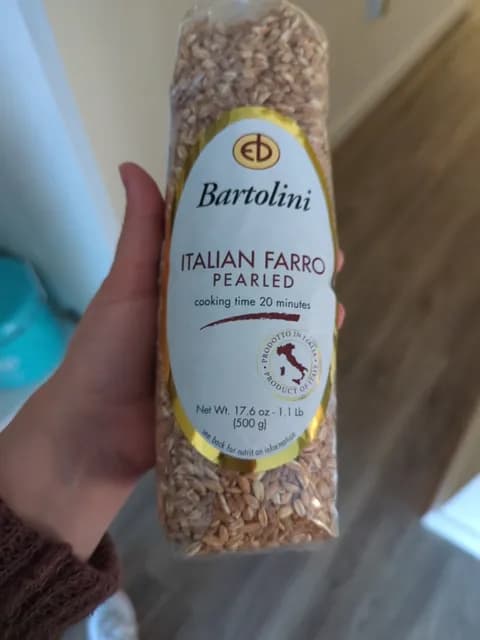 eb
Bartolini
ITALIAN FARRO
PEARLED
cooking time 20 minutes
PRODOTTO IN ITALIA
PRODUCT OF ITALY
Net Wt. 17.6 oz - 1.1 Lb
(500 g)
see back for nutrition information